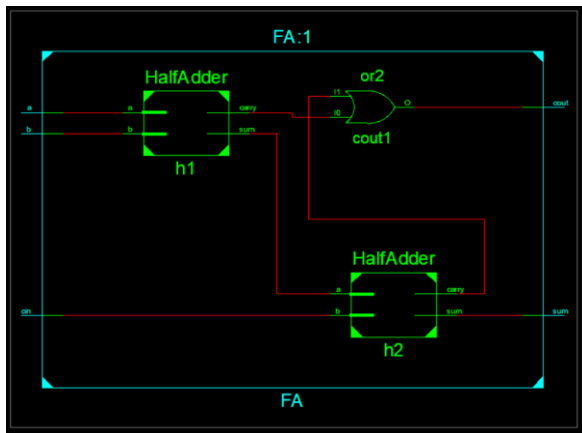 FA:1
HalfAdder
or2
a
a
carry
I1
O
cout
b
b
sum
I0
h1
cout1
HalfAdder
a
carry
cin
b
sum
sum
h2
FA